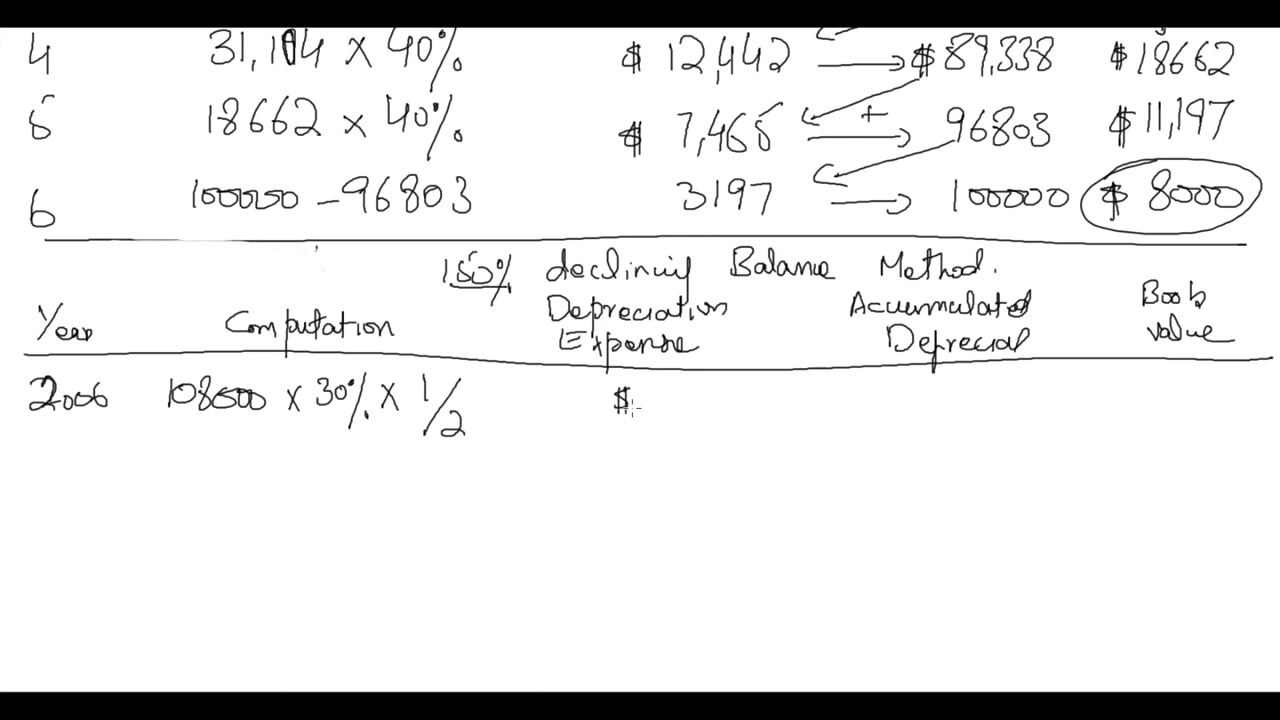 4 31,104 x 40% $ 12,442 → $ 89,338 $18662
5 18662 x 40% $ 7,465 + → 96803 $11,197
6 100000 - 96803 3197 → 100000 $ 8000
150% declining Balance Method.
Year Computation Depreciation Expense Accumulated Deprecial Book value
2006 108000 x 30% x 1/2 $